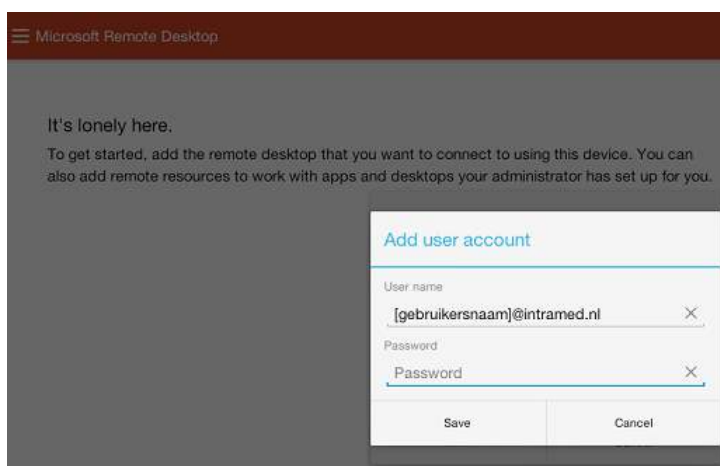 Microsoft Remote Desktop
It's lonely here.
To get started, add the remote desktop that you want to connect to using this device. You can
also add remote resources to work with apps and desktops your administrator has set up for you.
Add user account
User name
[gebruikersnaam]@intramed.nl
Password
Password
Save
Cancel